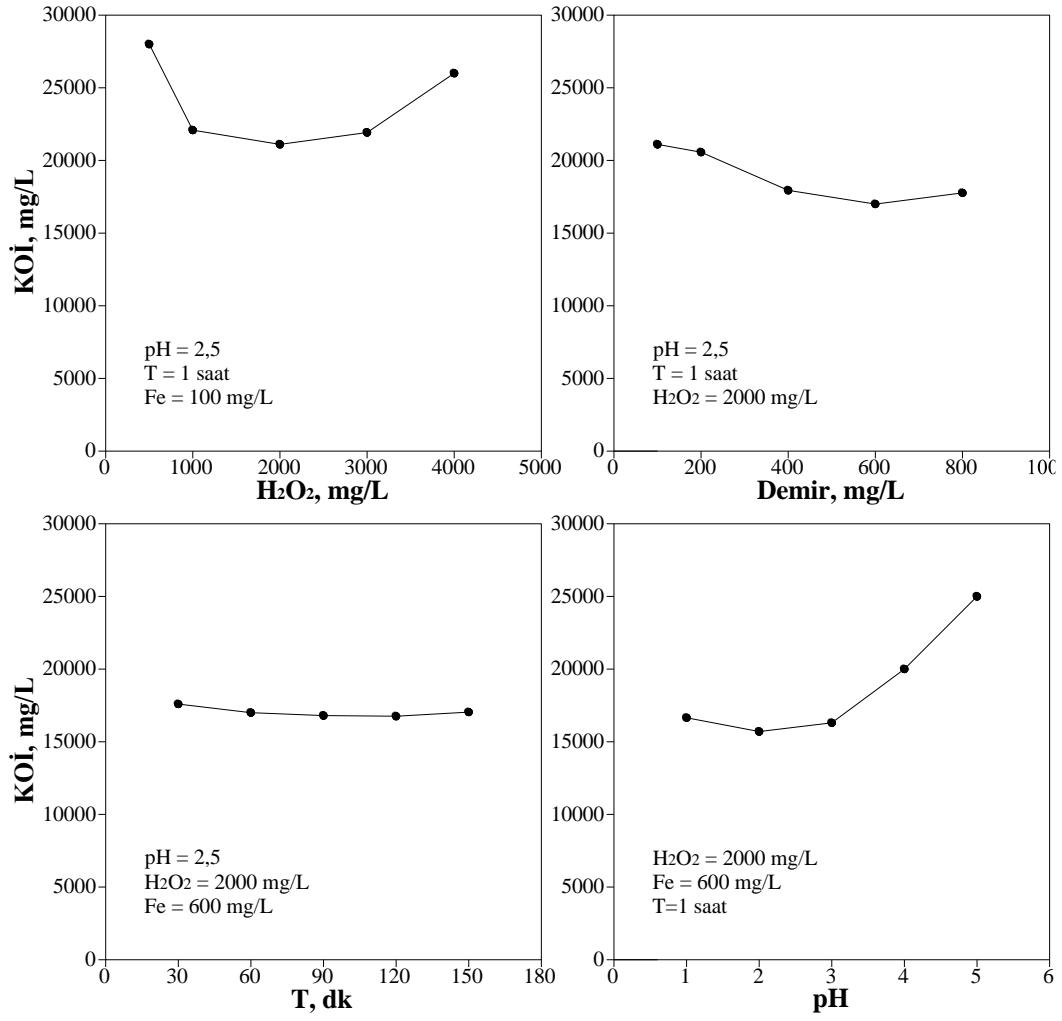 30000
25000
20000
15000
10000
5000
0
KOİ, mg/L
pH = 2,5
T = 1 saat
Fe = 100 mg/L
0 1000 2000 3000 4000 5000
H2O2, mg/L
30000
25000
20000
15000
10000
5000
0
pH = 2,5
T = 1 saat
H2O2 = 2000 mg/L
0 200 400 600 800 100
Demir, mg/L
30000
25000
20000
15000
10000
5000
0
KOİ, mg/L
pH = 2,5
H2O2 = 2000 mg/L
Fe = 600 mg/L
0 30 60 90 120 150 180
T, dk
30000
25000
20000
15000
10000
5000
0
H2O2 = 2000 mg/L
Fe = 600 mg/L
T=1 saat
0 1 2 3 4 5 6
pH